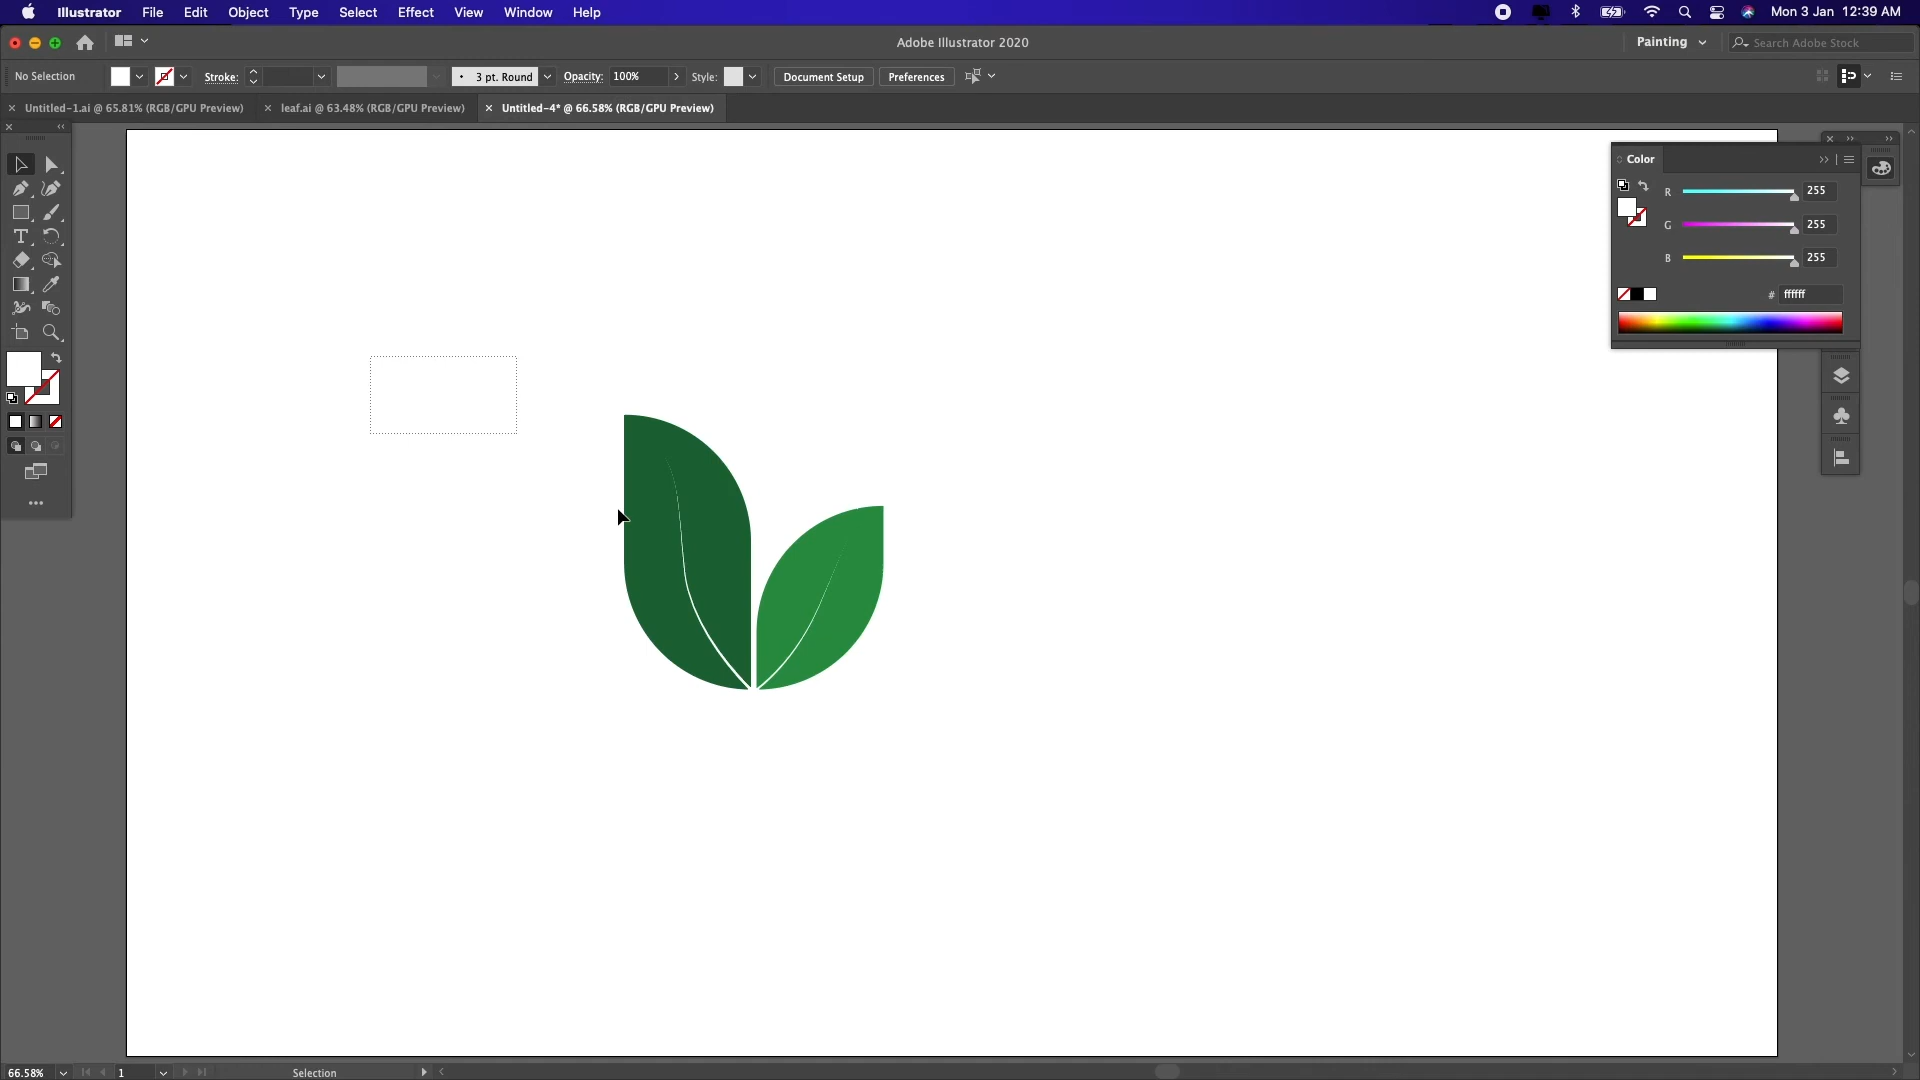 Illustrator File Edit Object Type Select Effect View Window Help Mon 3 Jan 12:39 AM
Adobe Illustrator 2020 Painting Search Adobe Stock
No Selection Stroke: 3 pt. Round Opacity: 100% Style: Document Setup Preferences
Untitled-1.ai @ 65.81% (RGB/GPU Preview) leaf.ai @ 63.48% (RGB/GPU Preview) Untitled-4* @ 66.58% (RGB/GPU Preview)
Color
R 255
G 255
B 255
# ffffff
66.58% 1 Selection